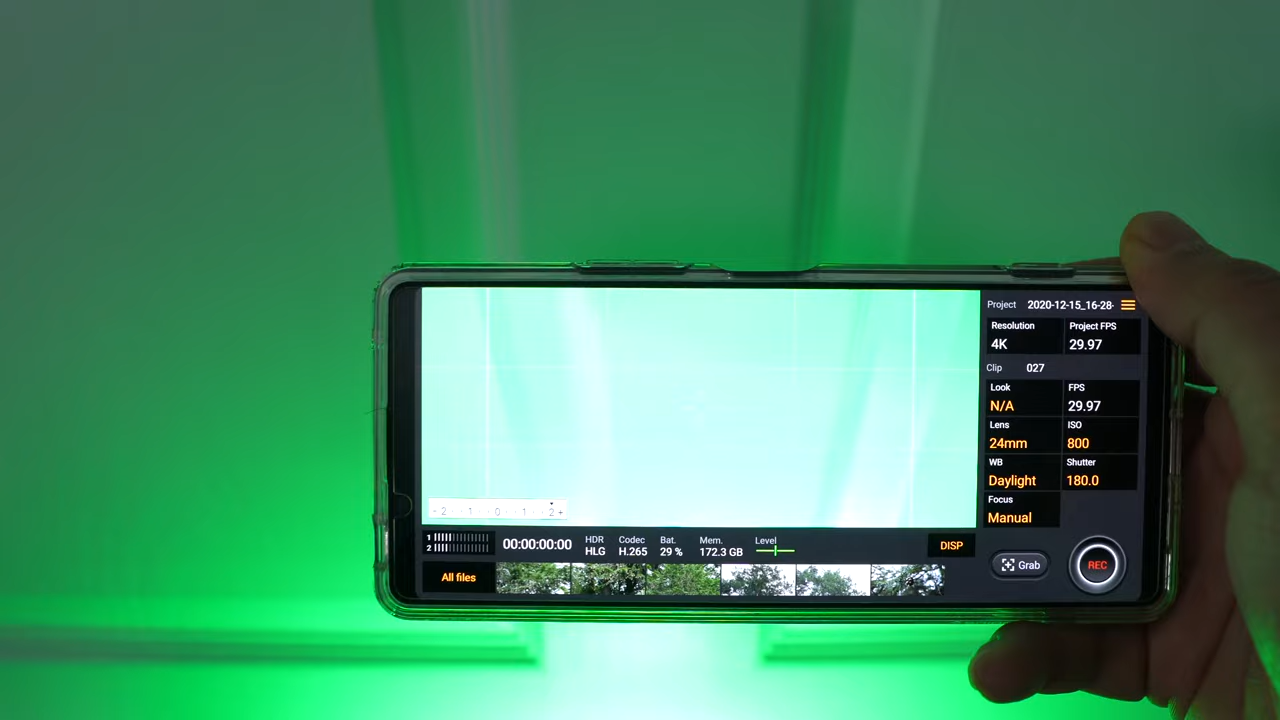 Project 2020-12-15_16-28-
Resolution Project FPS
4K 29.97
Clip 027
Look FPS
N/A 29.97
Lens ISO
24mm 800
WB Shutter
Daylight 180.0
Focus
Manual
- 2 · · 1 · · 0 · · 1 · · 2 +
1
2
00:00:00:00
HDR Codec Bat. Mem. Level
HLG H.265 29 % 172.3 GB
DISP
All files
Grab
REC